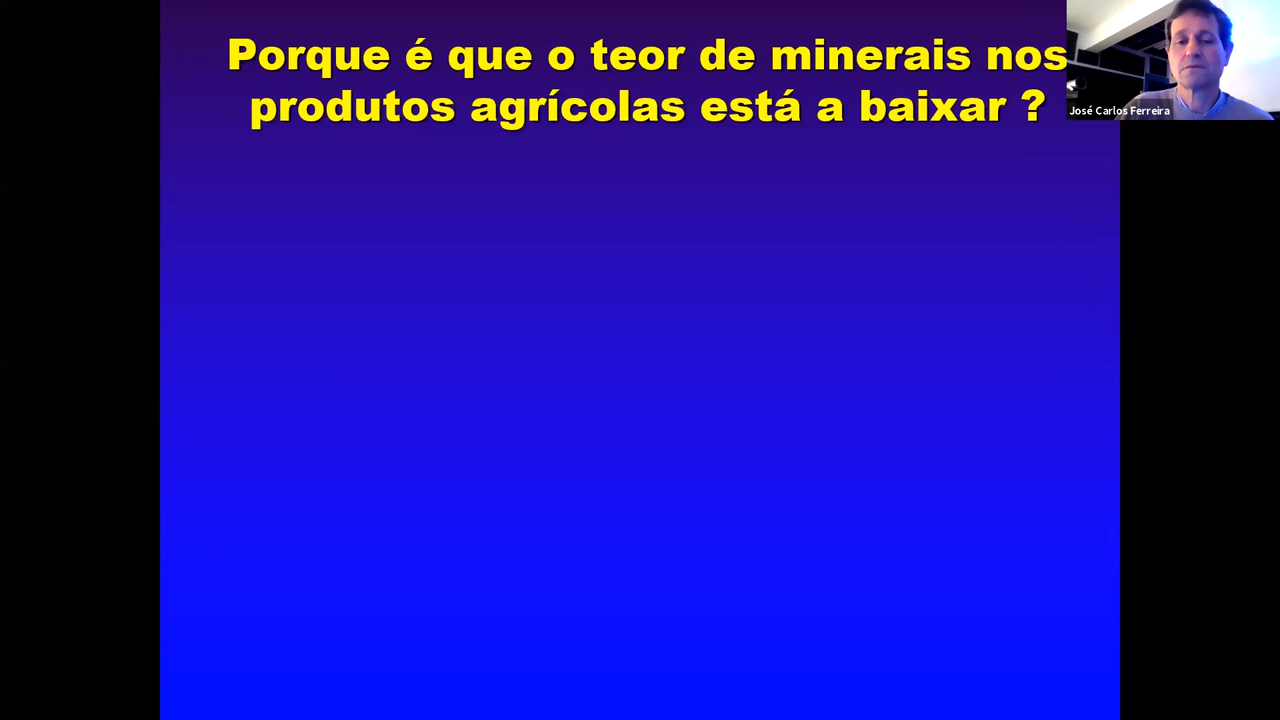 Porque é que o teor de minerais nos
produtos agrícolas está a baixar ?
José Carlos Ferreira